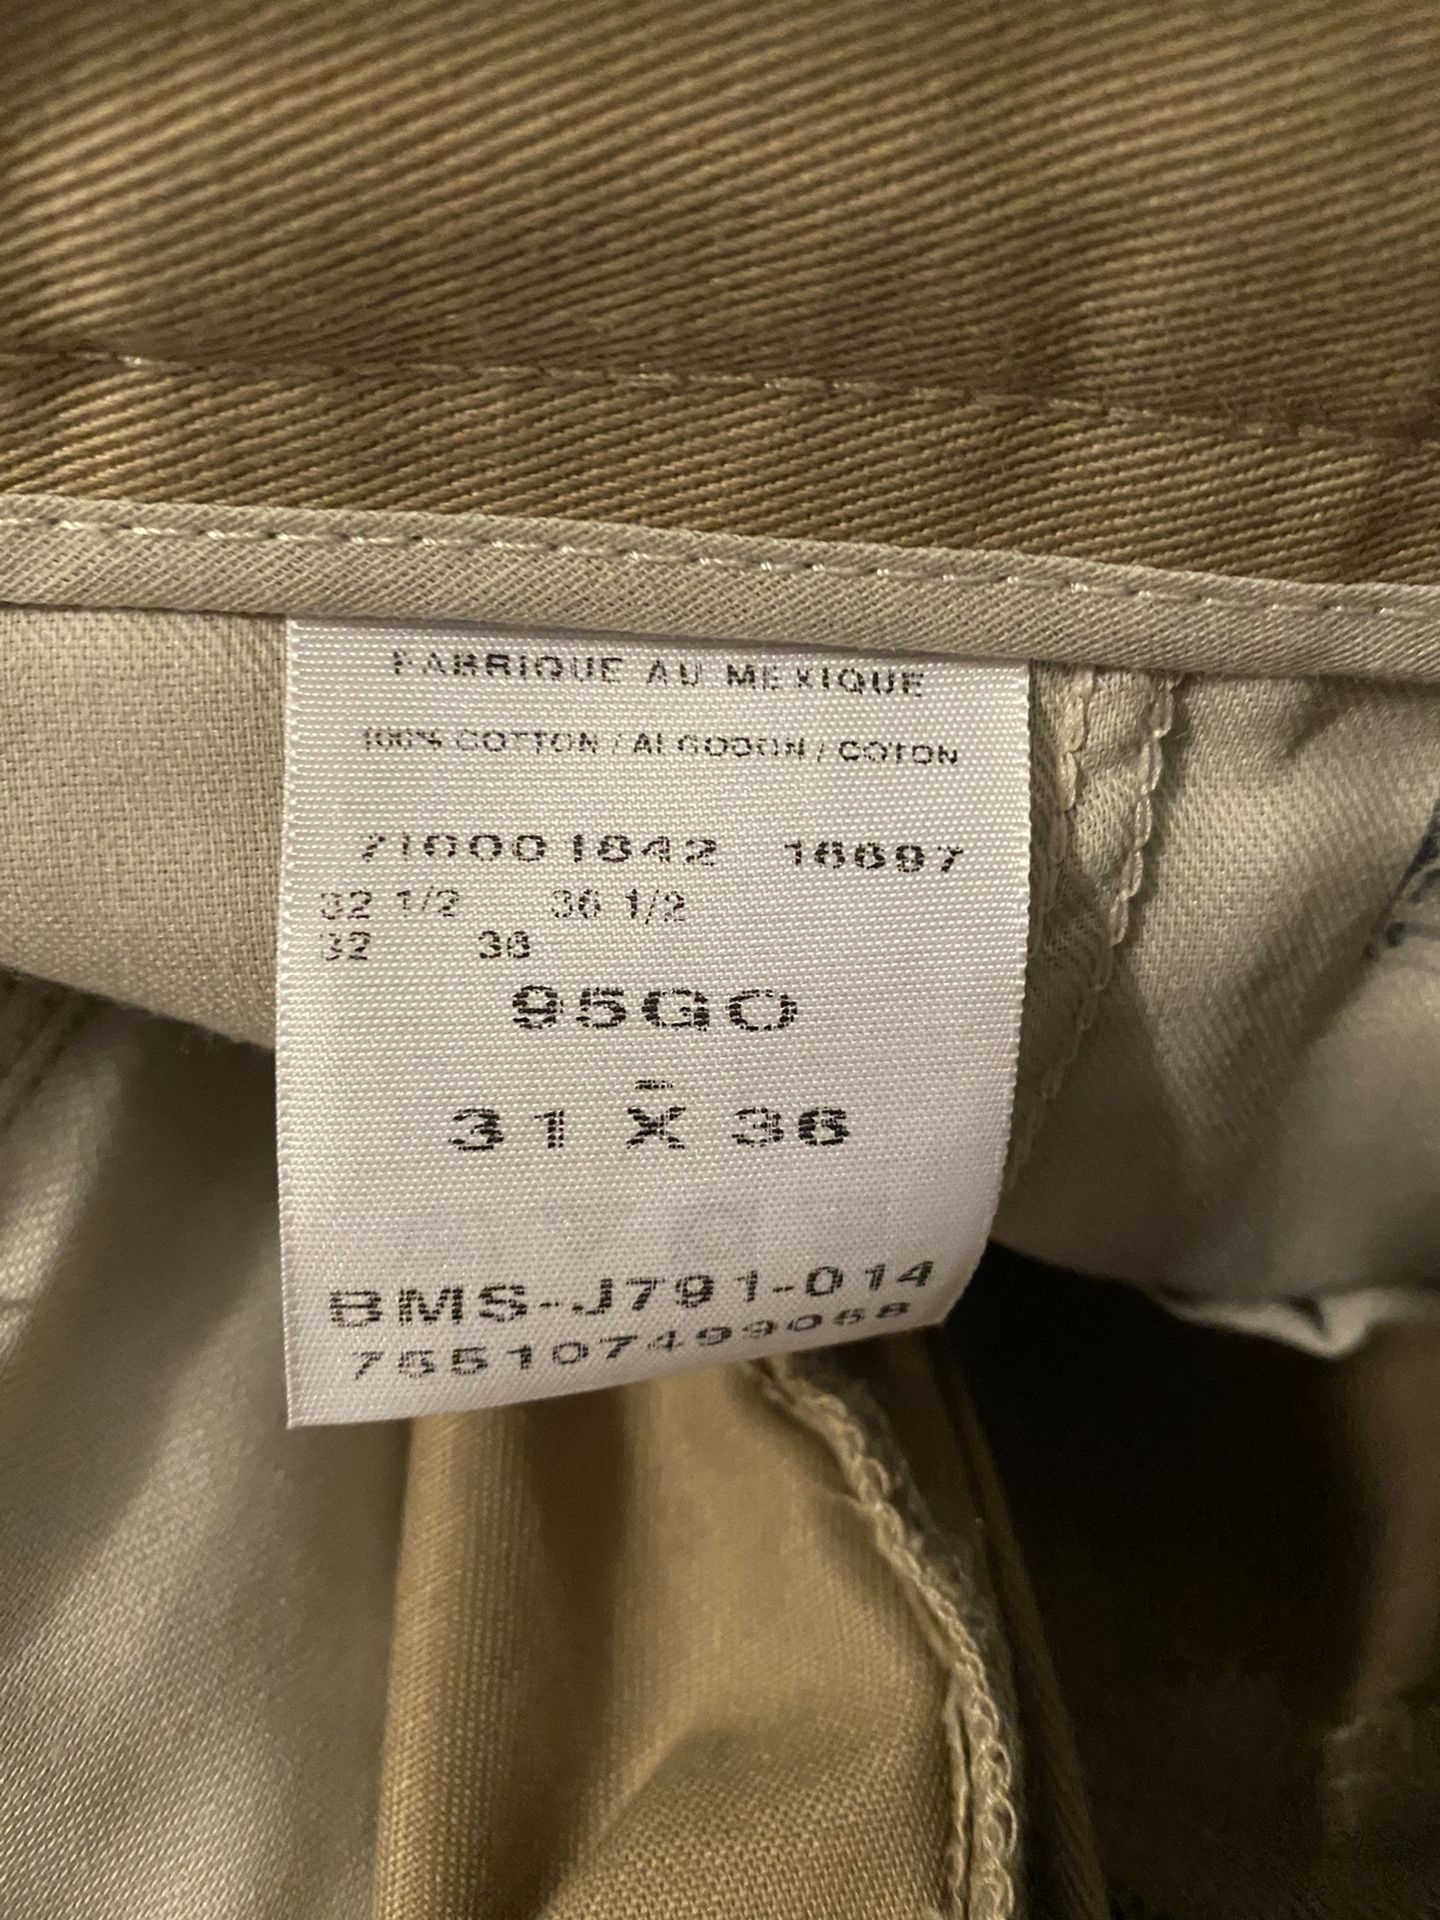 FABRIQUE AU MEXIQUE
100% COTTON / ALGODON / COTON
710001842 16697
32 1/2 36 1/2
32 36
95GO
31 X 36
BMS-J791-014
755107499058